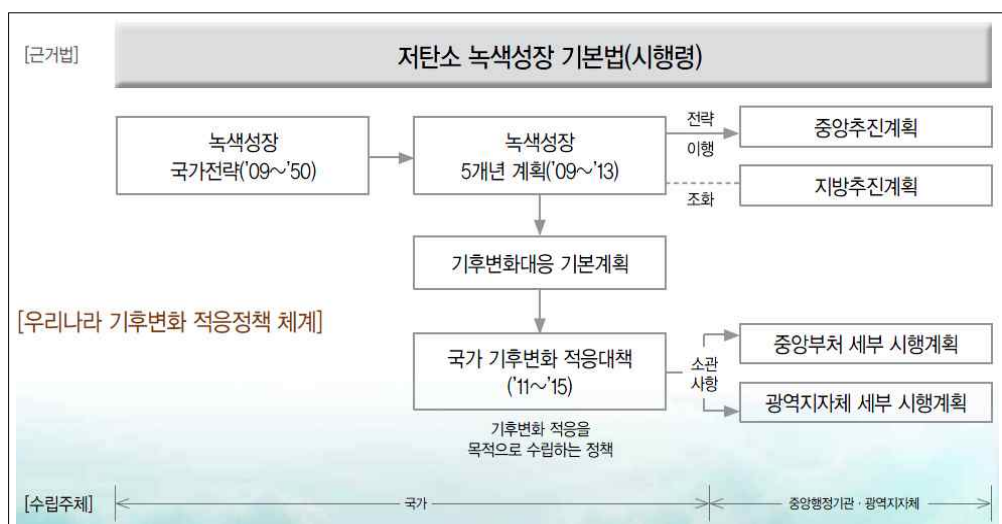 [근거법]
저탄소 녹색성장 기본법(시행령)
녹색성장
국가전략('09~'50)
녹색성장
5개년 계획('09~'13)
전략
이행
중앙추진계획
조화
지방추진계획
기후변화대응 기본계획
[우리나라 기후변화 적응정책 체계]
국가 기후변화 적응대책
('11~'15)
소관
사항
중앙부처 세부 시행계획
광역지자체 세부 시행계획
기후변화 적응을
목적으로 수립하는 정책
[수립주체]
국가
중앙행정기관 · 광역지자체